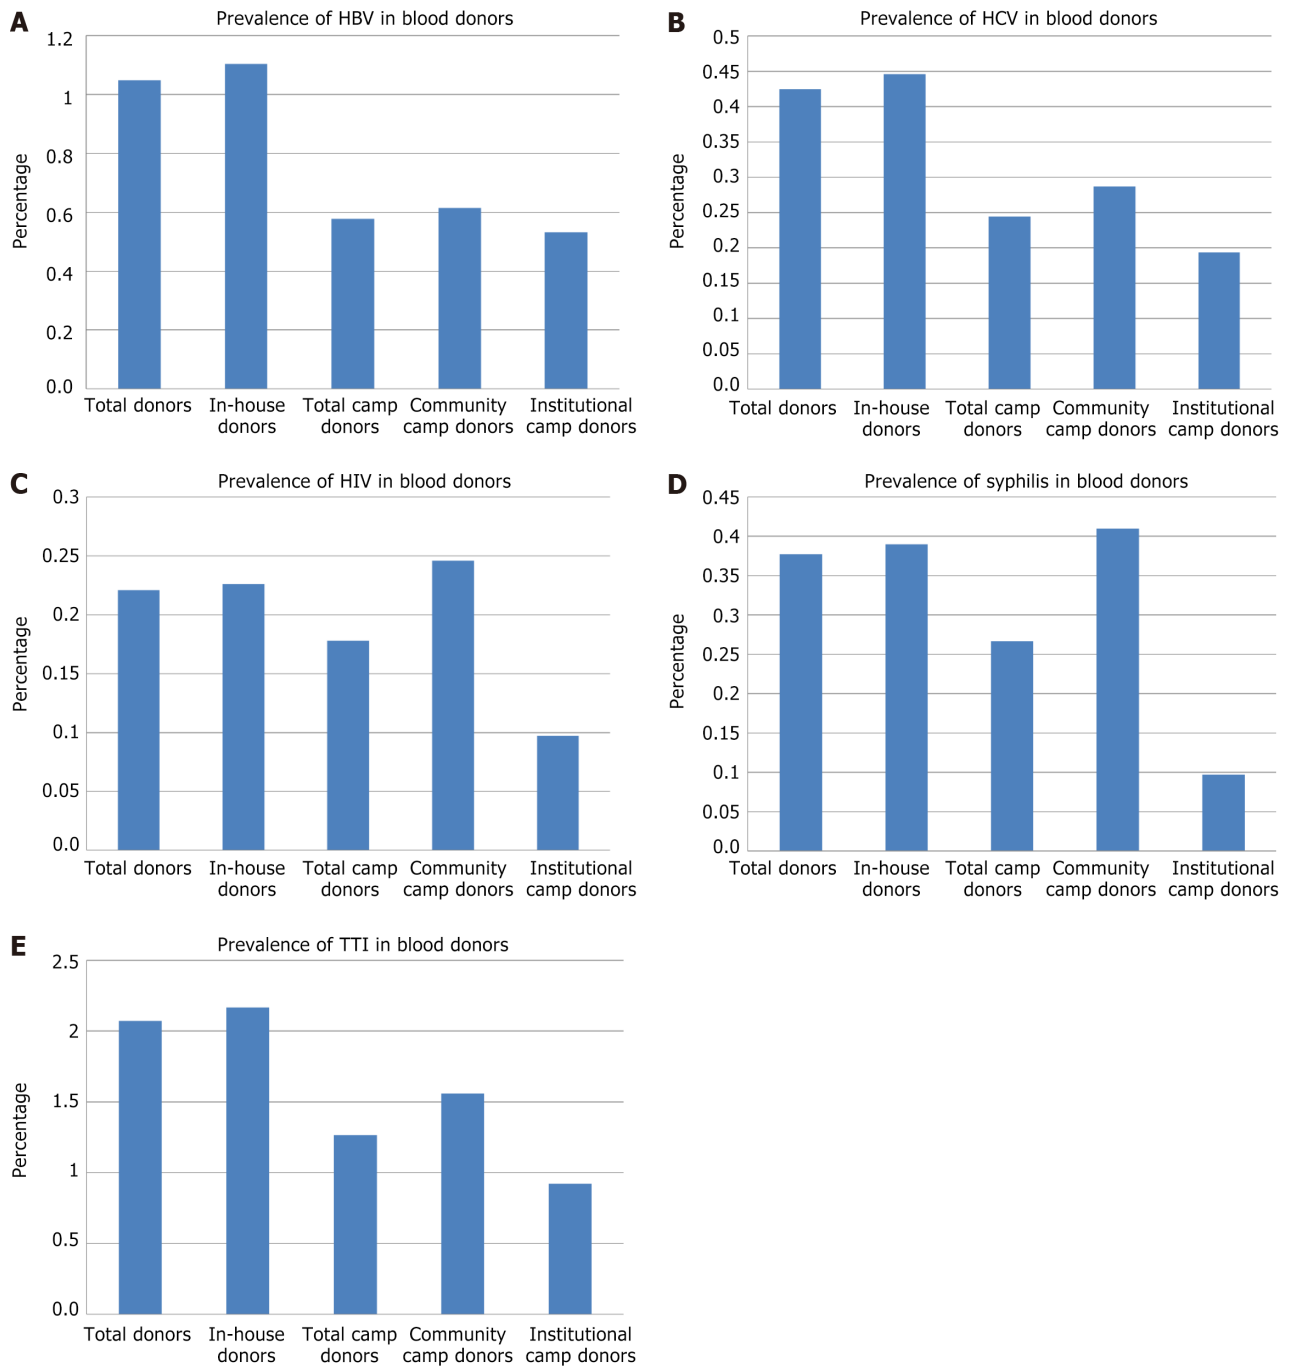 A
Prevalence of HBV in blood donors
Percentage
1.2
1
0.8
0.6
0.4
0.2
0.0
Total donors
In-house
donors
Total camp
donors
Community
camp donors
Institutional
camp donors
B
Prevalence of HCV in blood donors
Percentage
0.5
0.45
0.4
0.35
0.3
0.25
0.2
0.15
0.1
0.05
0.0
Total donors
In-house
donors
Total camp
donors
Community
camp donors
Institutional
camp donors
C
Prevalence of HIV in blood donors
Percentage
0.3
0.25
0.2
0.15
0.1
0.05
0.0
Total donors
In-house
donors
Total camp
donors
Community
camp donors
Institutional
camp donors
D
Prevalence of syphilis in blood donors
Percentage
0.45
0.4
0.35
0.3
0.25
0.2
0.15
0.1
0.05
0.0
Total donors
In-house
donors
Total camp
donors
Community
camp donors
Institutional
camp donors
E
Prevalence of TTI in blood donors
Percentage
2.5
2
1.5
1
0.5
0.0
Total donors
In-house
donors
Total camp
donors
Community
camp donors
Institutional
camp donors